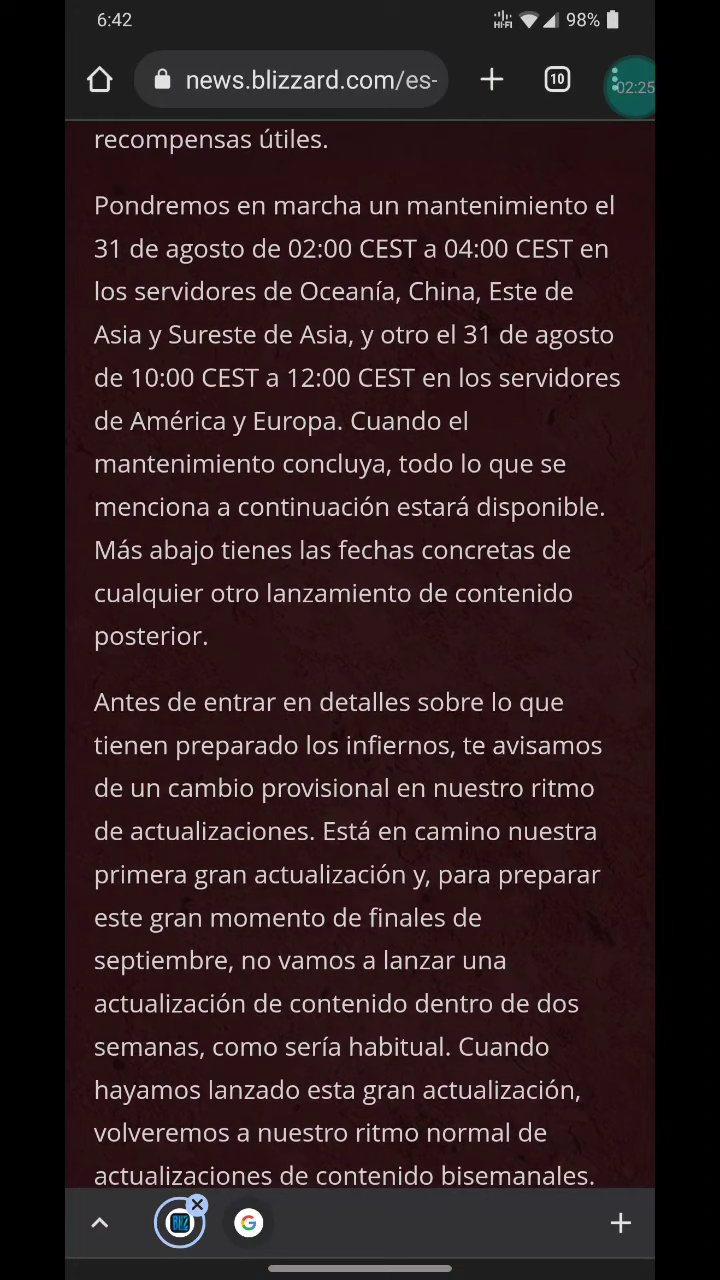 6:42
HI-FI
98%
news.blizzard.com/es-
10
02:25
recompensas útiles.
Pondremos en marcha un mantenimiento el
31 de agosto de 02:00 CEST a 04:00 CEST en
los servidores de Oceanía, China, Este de
Asia y Sureste de Asia, y otro el 31 de agosto
de 10:00 CEST a 12:00 CEST en los servidores
de América y Europa. Cuando el
mantenimiento concluya, todo lo que se
menciona a continuación estará disponible.
Más abajo tienes las fechas concretas de
cualquier otro lanzamiento de contenido
posterior.
Antes de entrar en detalles sobre lo que
tienen preparado los infiernos, te avisamos
de un cambio provisional en nuestro ritmo
de actualizaciones. Está en camino nuestra
primera gran actualización y, para preparar
este gran momento de finales de
septiembre, no vamos a lanzar una
actualización de contenido dentro de dos
semanas, como sería habitual. Cuando
hayamos lanzado esta gran actualización,
volveremos a nuestro ritmo normal de
actualizaciones de contenido bisemanales.
BLIZ
G